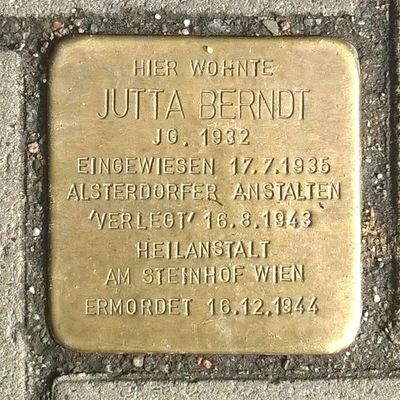 HIER WOHNTE
JUTTA BERNDT
JG. 1932
EINGEWIESEN 17.7.1935
ALSTERDORFER ANSTALTEN
'VERLEGT' 16.8.1943
HEILANSTALT
AM STEINHOF WIEN
ERMORDET 16.12.1944